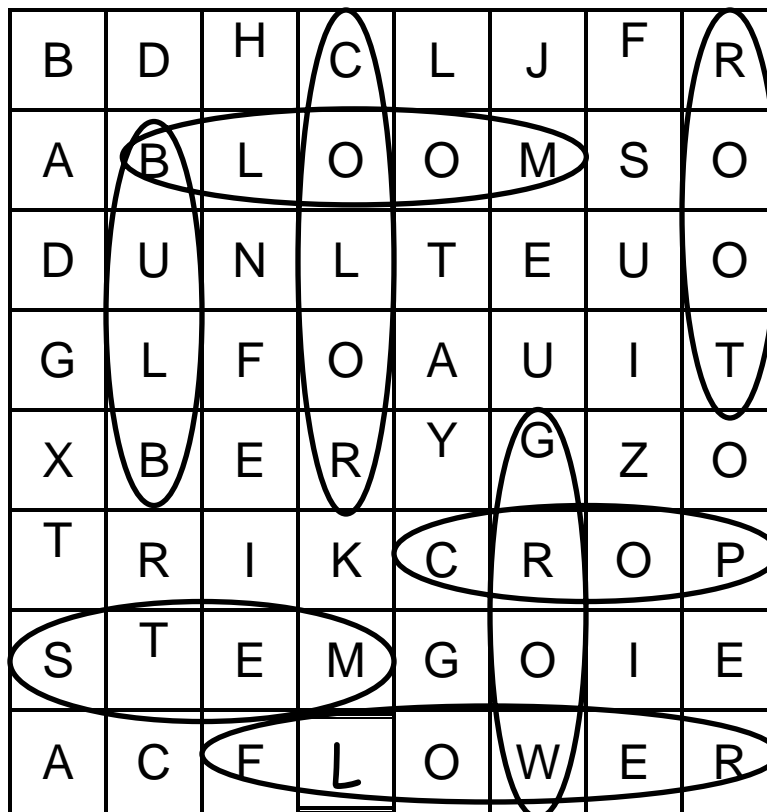 B D H C L J F R
A B L O O M S O
D U N L T E U O
G L F O A U I T
X B E R Y G Z O
T R I K C R O P
S T E M G O I E
A C F L O W E R